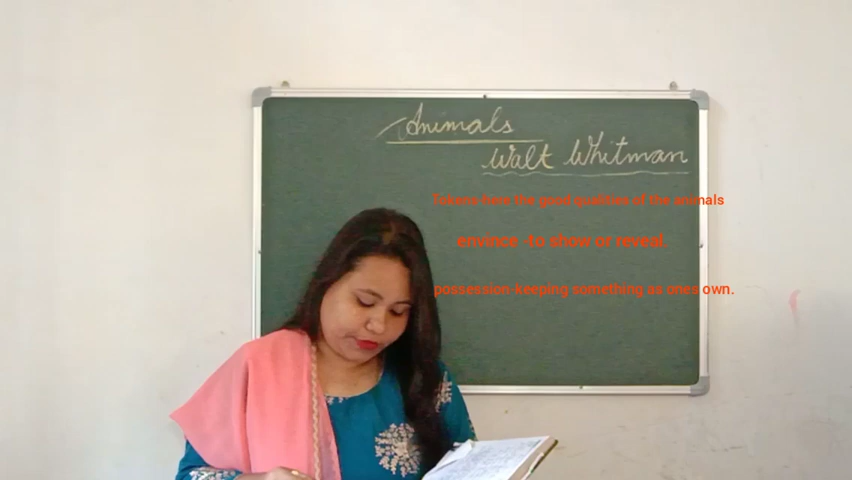 Animals
Walt Whitman
Tokens-here the good qualities of the animals
envince -to show or reveal.
possession-keeping something as ones own.